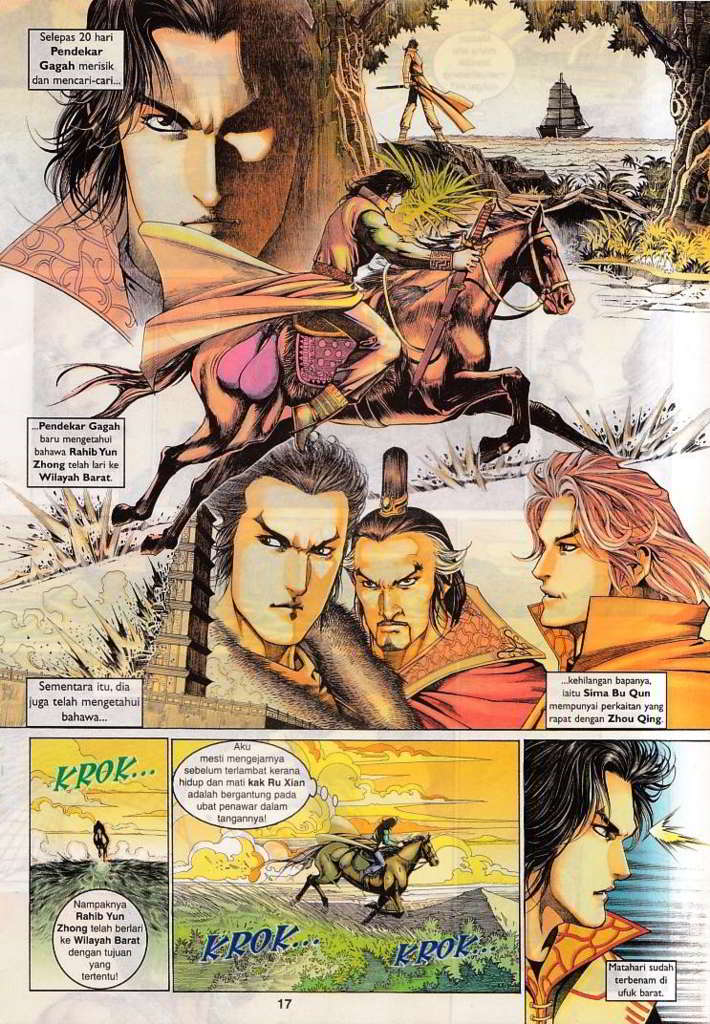 Selepas 20 hari
Pendekar
Gagah merisik
dan mencari-cari...
...Pendekar Gagah
baru mengetahui
bahawa Rahib Yun
Zhong telah lari ke
Wilayah Barat.
Sementara itu, dia
juga telah mengetahui
bahawa...
...kehilangan bapanya,
iaitu Sima Bu Qun
mempunyai perkaitan yang
rapat dengan Zhou Qing.
KROK...
Nampaknya
Rahib Yun
Zhong telah berlari
ke Wilayah Barat
dengan tujuan
yang
tertentu!
Aku
mesti mengejarnya
sebelum terlambat kerana
hidup dan mati kak Ru Xian
adalah bergantung pada
ubat penawar dalam
tangannya!
KROK...
KROK...
Matahari sudah
terbenam di
ufuk barat.
17